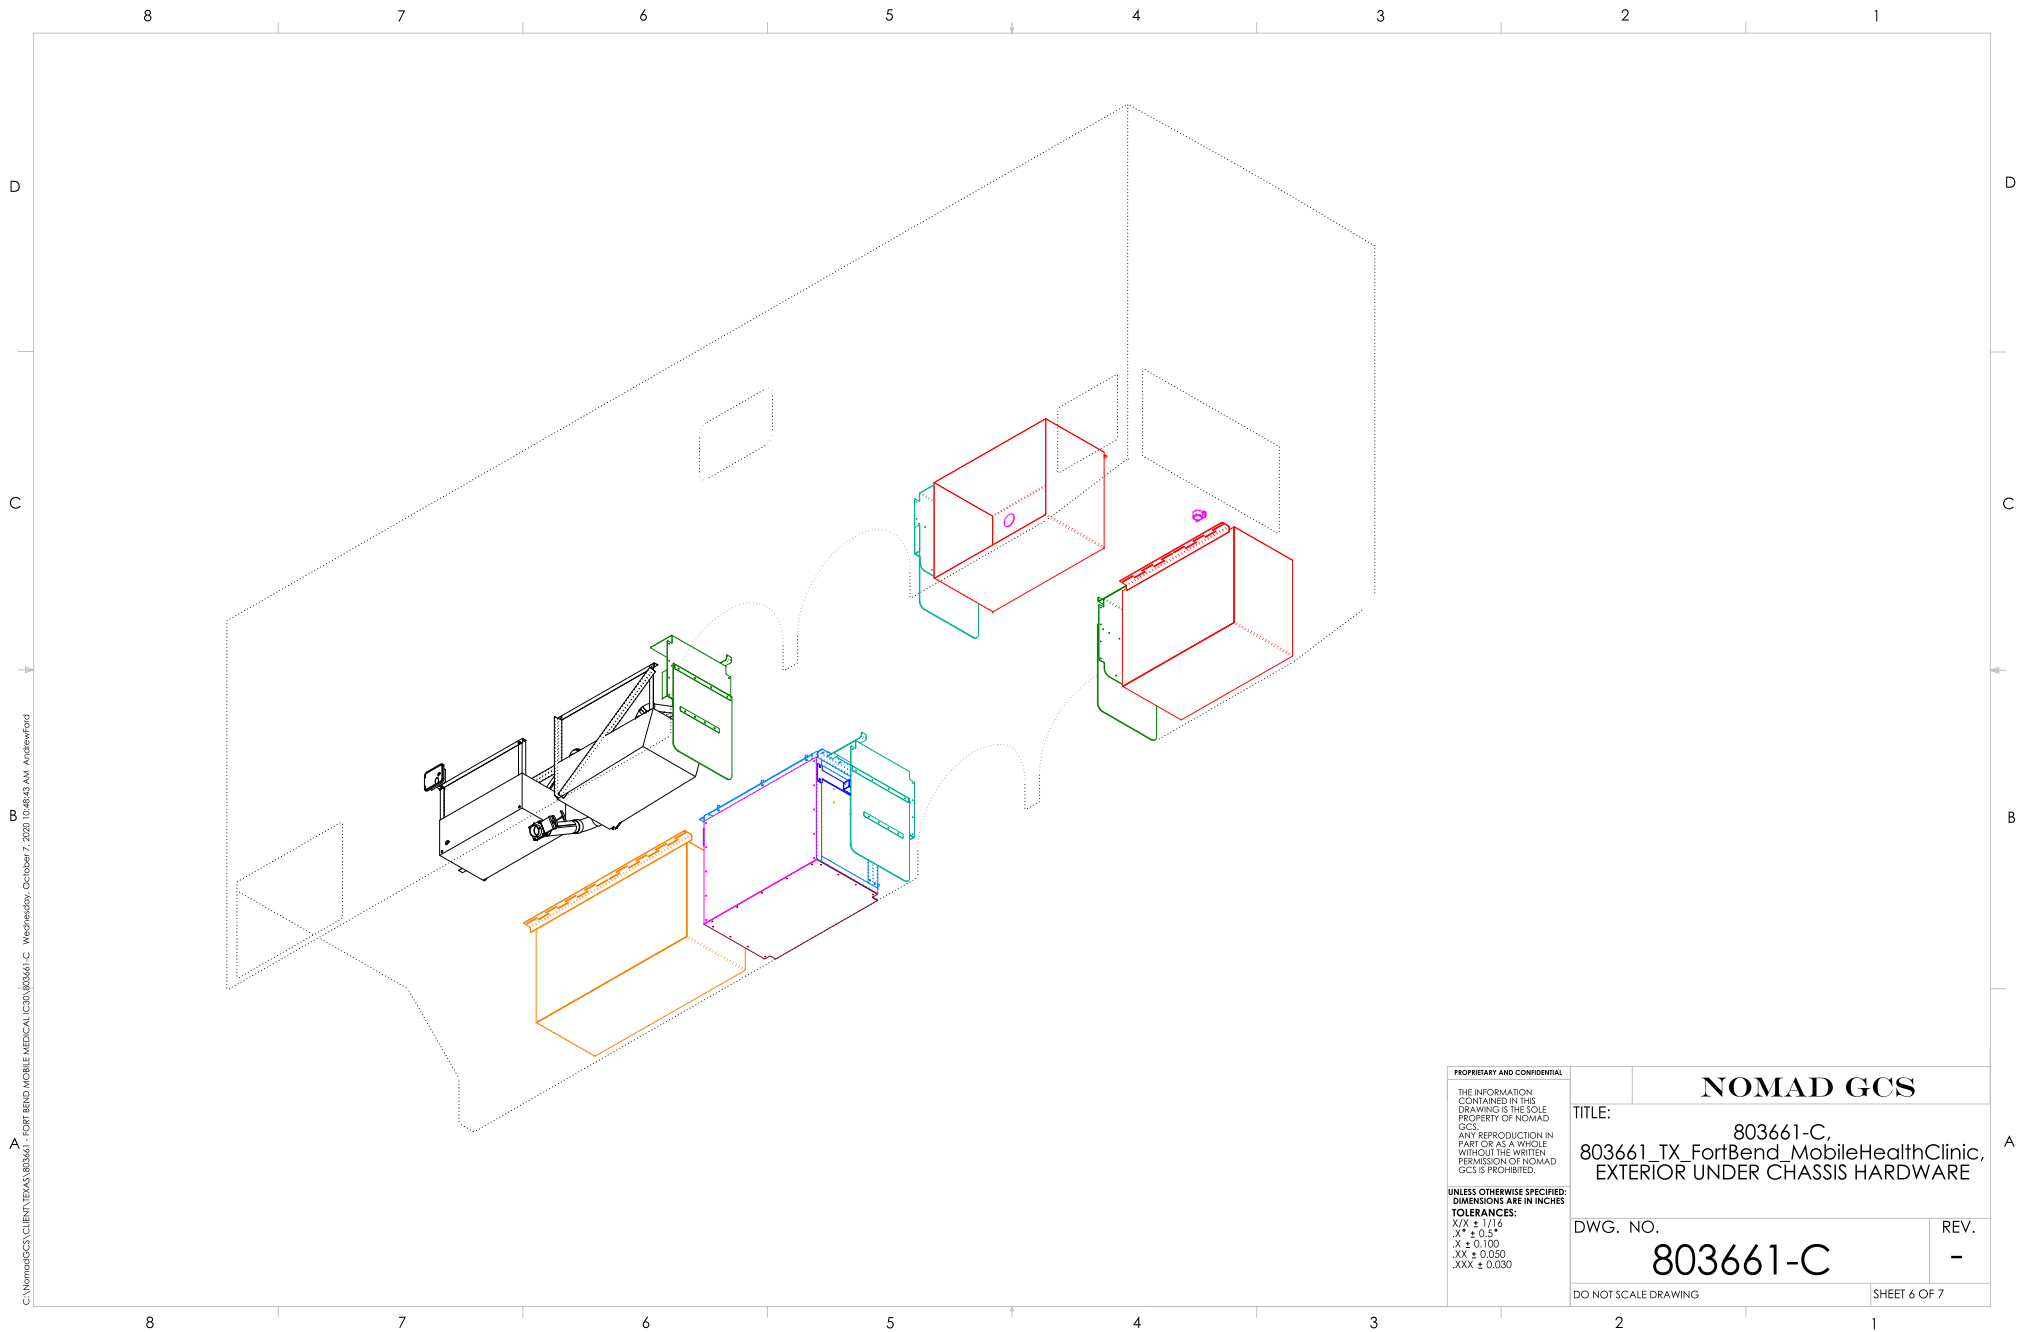 8 7 6 5 4 3 2 1
D D
C C
B B
A A
C:\NomadGCS\CLIENT\TEXAS\803661 - FORT BEND MOBILE MEDICAL IC30\803661-C Wednesday, October 7, 2020 10:48:43 AM AndrewFord
PROPRIETARY AND CONFIDENTIAL
THE INFORMATION
CONTAINED IN THIS
DRAWING IS THE SOLE
PROPERTY OF NOMAD
GCS.
ANY REPRODUCTION IN
PART OR AS A WHOLE
WITHOUT THE WRITTEN
PERMISSION OF NOMAD
GCS IS PROHIBITED.
UNLESS OTHERWISE SPECIFIED:
DIMENSIONS ARE IN INCHES
TOLERANCES:
X/X ± 1/16
.X° ± 0.5°
.X ± 0.100
.XX ± 0.050
.XXX ± 0.030
NOMAD GCS
TITLE:
803661-C,
803661_TX_FortBend_MobileHealthClinic,
EXTERIOR UNDER CHASSIS HARDWARE
DWG. NO.
803661-C
REV.
-
DO NOT SCALE DRAWING
SHEET 6 OF 7
8 7 6 5 4 3 2 1